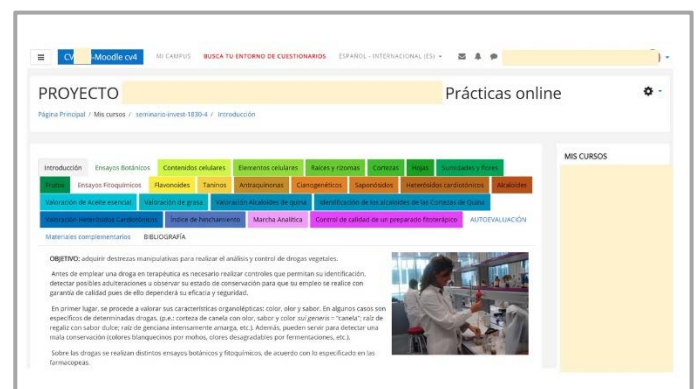 CV -Moodle cv4 MI CAMPUS BUSCA TU ENTORNO DE CUESTIONARIOS ESPAÑOL - INTERNACIONAL (ES)
PROYECTO Prácticas online
Página Principal / Mis cursos / seminario-invest-1830-4 / Introducción
MIS CURSOS
Introducción Ensayos Botánicos Contenidos celulares Elementos celulares Raíces y rizomas Cortezas Hojas Sumidades y flores
Frutos Ensayos Fitoquímicos Flavonoides Taninos Antraquinonas Cianogenéticos Saponósidos Heterósidos cardiotónicos Alcaloides
Valoración de Aceite esencial Valoración de grasa Valoración Alcaloides de quina Identificación de los alcaloides de las Cortezas de Quina
Valoración Heterósidos Cardiotónicos Índice de hinchamiento Marcha Analítica Control de calidad de un preparado fitoterápico AUTOEVALUACIÓN
Materiales complementarios BIBLIOGRAFÍA
OBJETIVO: adquirir destrezas manipulativas para realizar el análisis y control de drogas vegetales.
Antes de emplear una droga en terapéutica es necesario realizar controles que permitan su identificación,
detectar posibles adulteraciones u observar su estado de conservación para que su empleo se realice con
garantía de calidad pues de ello dependerá su eficacia y seguridad.
En primer lugar, se procede a valorar sus características organolépticas: color, olor y sabor. En algunos casos son
específicos de determinadas drogas. (p.e.: corteza de canela con olor, sabor y color sui generis = "canela"; raíz de
regaliz con sabor dulce; raíz de genciana intensamente amarga, etc.). Además, pueden servir para detectar una
mala conservación (colores blanquecinos por mohos, olores desagradables por fermentaciones, etc.).
Sobre las drogas se realizan distintos ensayos botánicos y fitoquímicos, de acuerdo con lo especificado en las
farmacopeas.